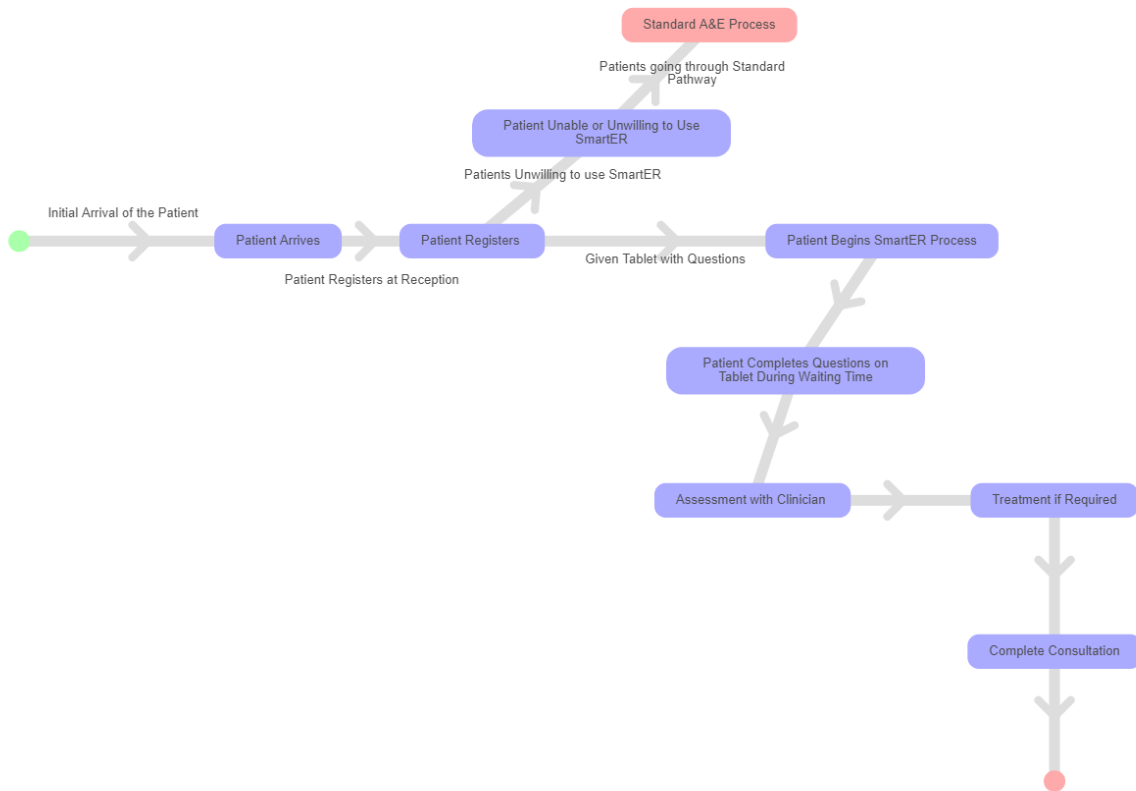 Standard A&E Process
Patients going through Standard
Pathway
Patient Unable or Unwilling to Use
SmartER
Patients Unwilling to use SmartER
Initial Arrival of the Patient
Patient Arrives
Patient Registers
Patient Begins SmartER Process
Given Tablet with Questions
Patient Registers at Reception
Patient Completes Questions on
Tablet During Waiting Time
Assessment with Clinician
Treatment if Required
Complete Consultation